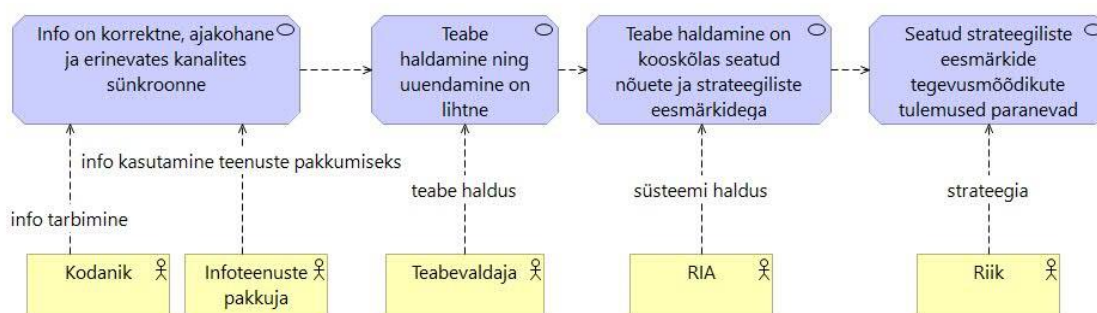 Info on korrektne, ajakohane
ja erinevates kanalites
sünkroonne
Teabe
haldamine ning
uuendamine on
lihtne
Teabe haldamine on
kooskõlas seatud
nõuete ja strateegiliste
eesmärkidega
Seatud strateegiliste
eesmärkide
tegevusmõõdikute
tulemused paranevad
info kasutamine teenuste pakkumiseks
teabe haldus
süsteemi haldus
strateegia
info tarbimine
Kodanik
Infoteenuste
pakkuja
Teabevaldaja
RIA
Riik